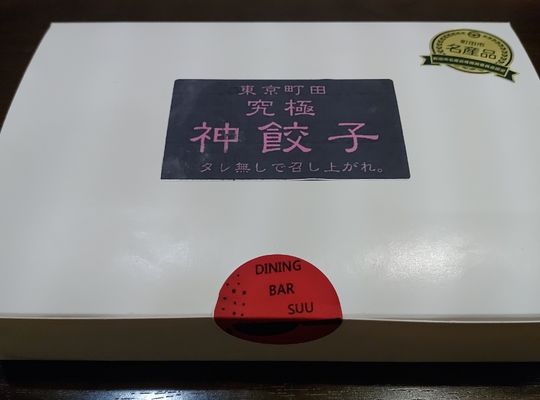 町田市
名産品
東京町田
究極
神餃子
タレ無しで召し上がれ。
DINING
BAR
SUU